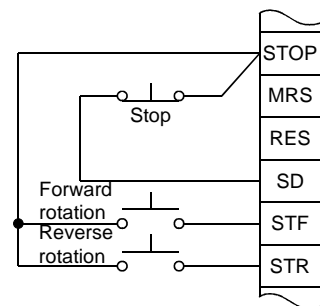 STOP
MRS
Stop
RES
SD
Forward
rotation
STF
Reverse
rotation
STR